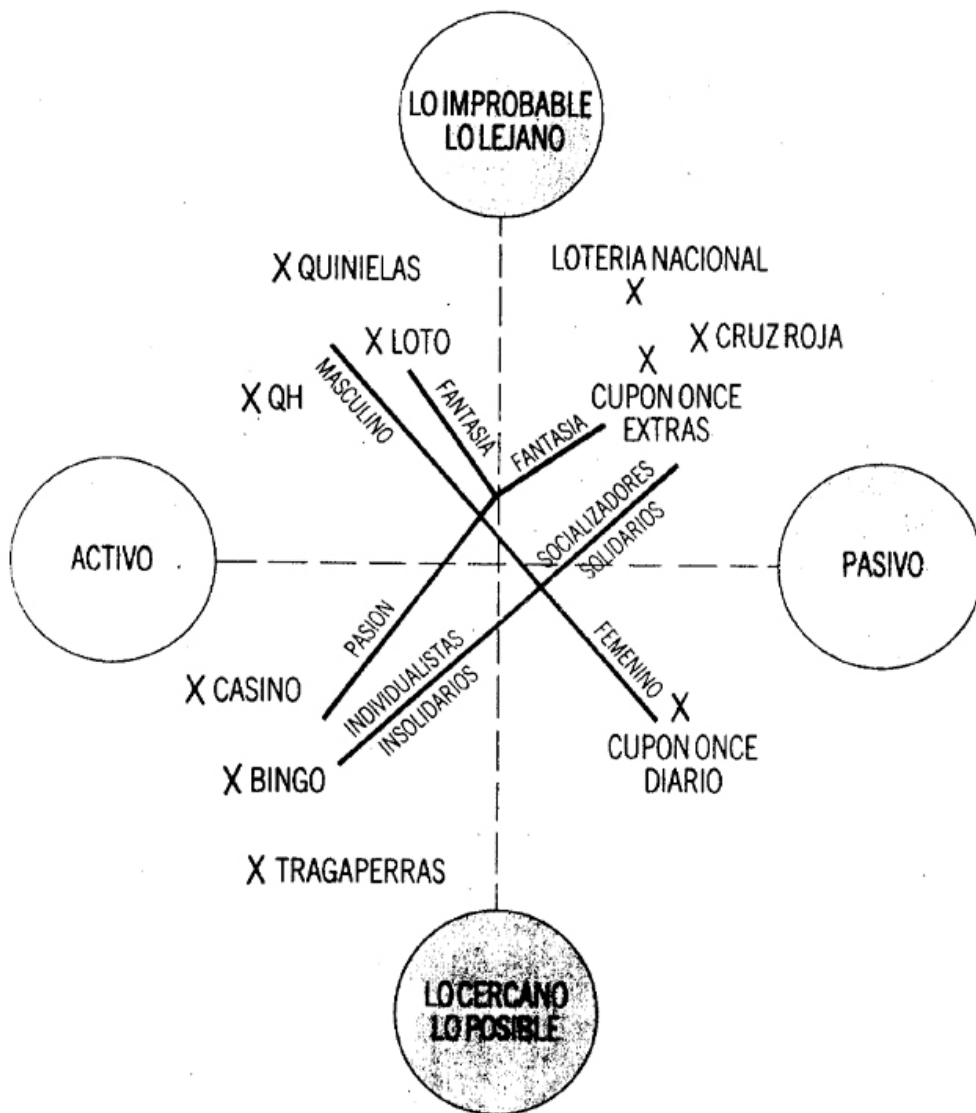 LO IMPROBABLE
LO LEJANO
X QUINIELAS
LOTERIA NACIONAL
X
X LOTO
X CRUZ ROJA
X
CUPON ONCE
EXTRAS
X QH
MASCULINO
FANTASIA
FANTASIA
SOCIALIZADORES
SOLIDARIOS
ACTIVO
PASIVO
PASION
INDIVIDUALISTAS
INSOLIDARIOS
FEMENINO
X CASINO
X
CUPON ONCE
DIARIO
X BINGO
X TRAGAPERRAS
LO CERCANO
LO POSIBLE